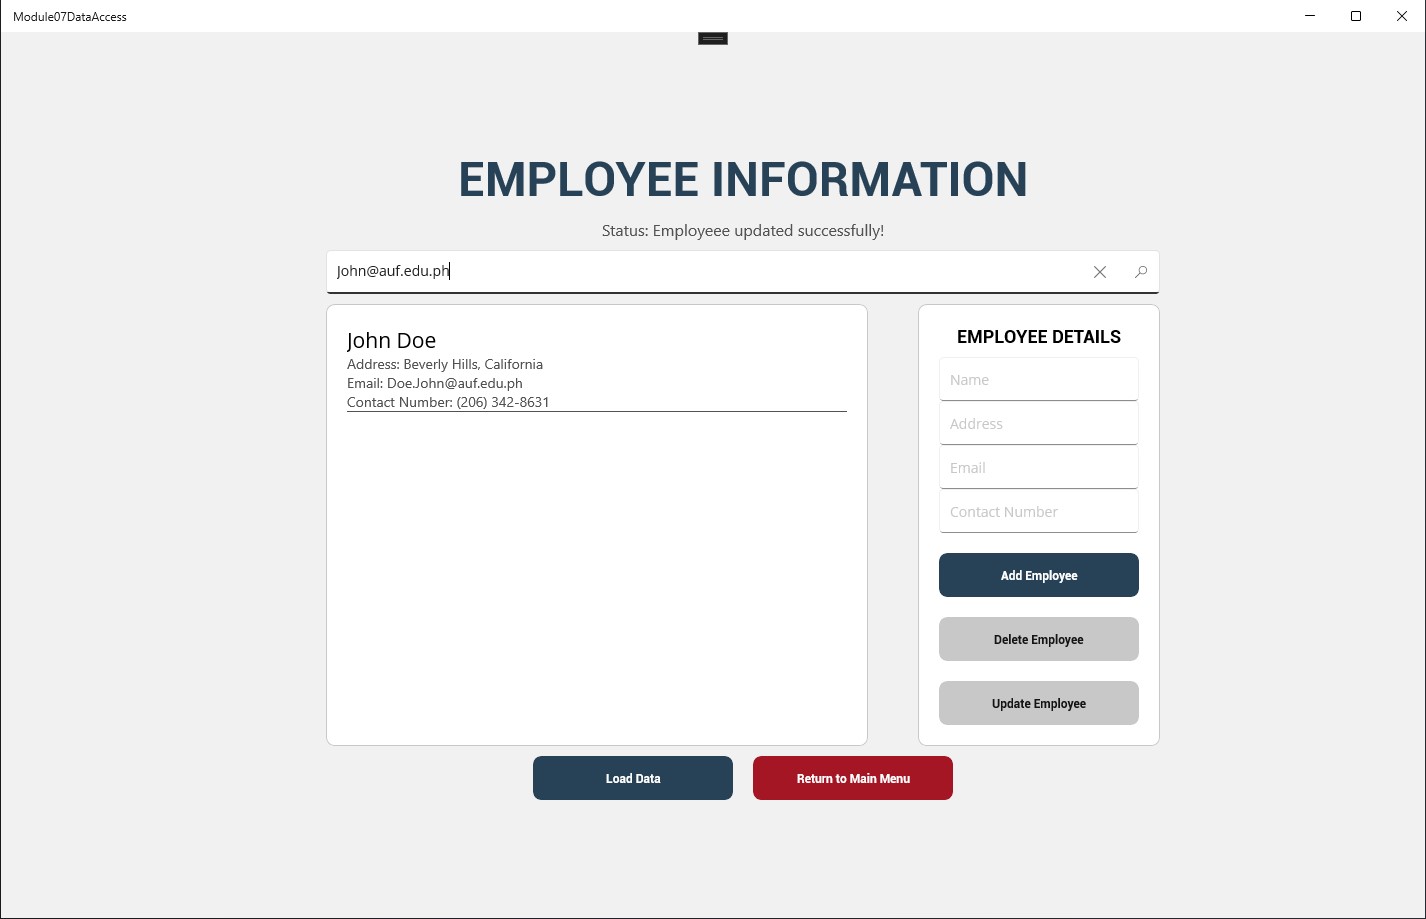 Module07DataAccess
EMPLOYEE INFORMATION
Status: Employeee updated successfully!
John@auf.edu.ph
John Doe
Address: Beverly Hills, California
Email: Doe.John@auf.edu.ph
Contact Number: (206) 342-8631
EMPLOYEE DETAILS
Name
Address
Email
Contact Number
Add Employee
Delete Employee
Update Employee
Load Data
Return to Main Menu